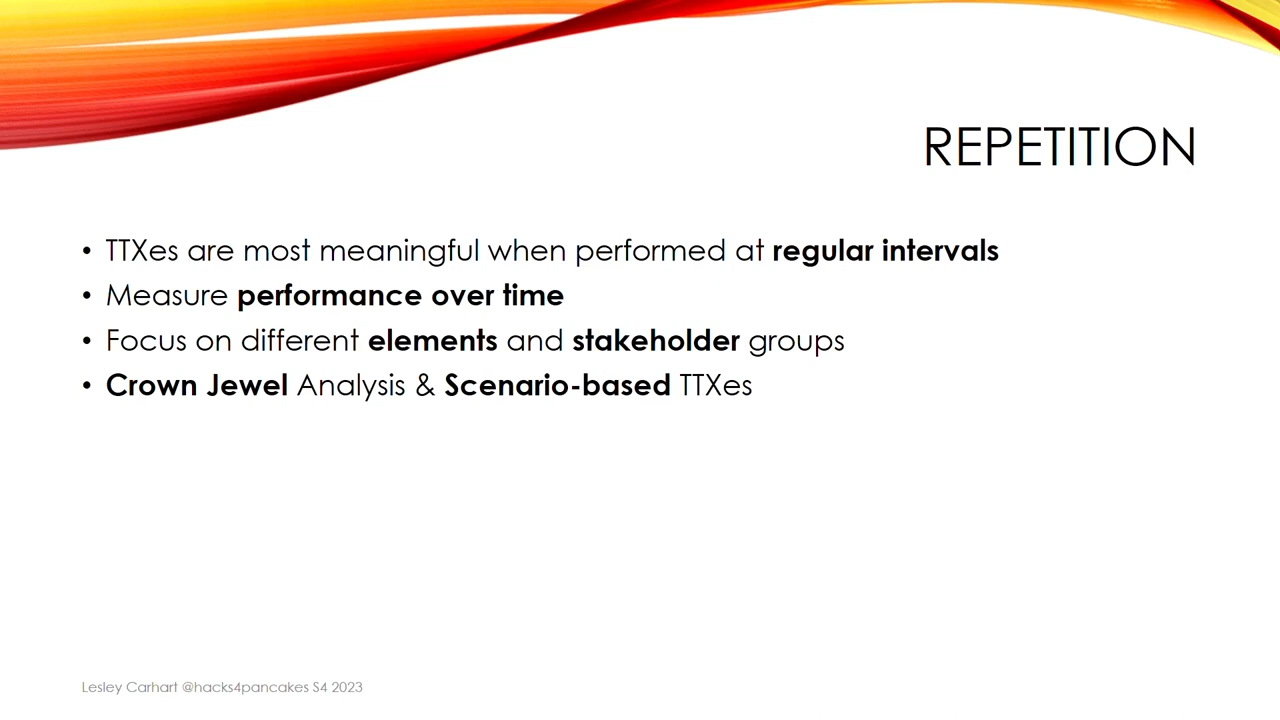 REPETITION
• TTXes are most meaningful when performed at regular intervals
• Measure performance over time
• Focus on different elements and stakeholder groups
• Crown Jewel Analysis & Scenario-based TTXes
Lesley Carhart @hacks4pancakes S4 2023